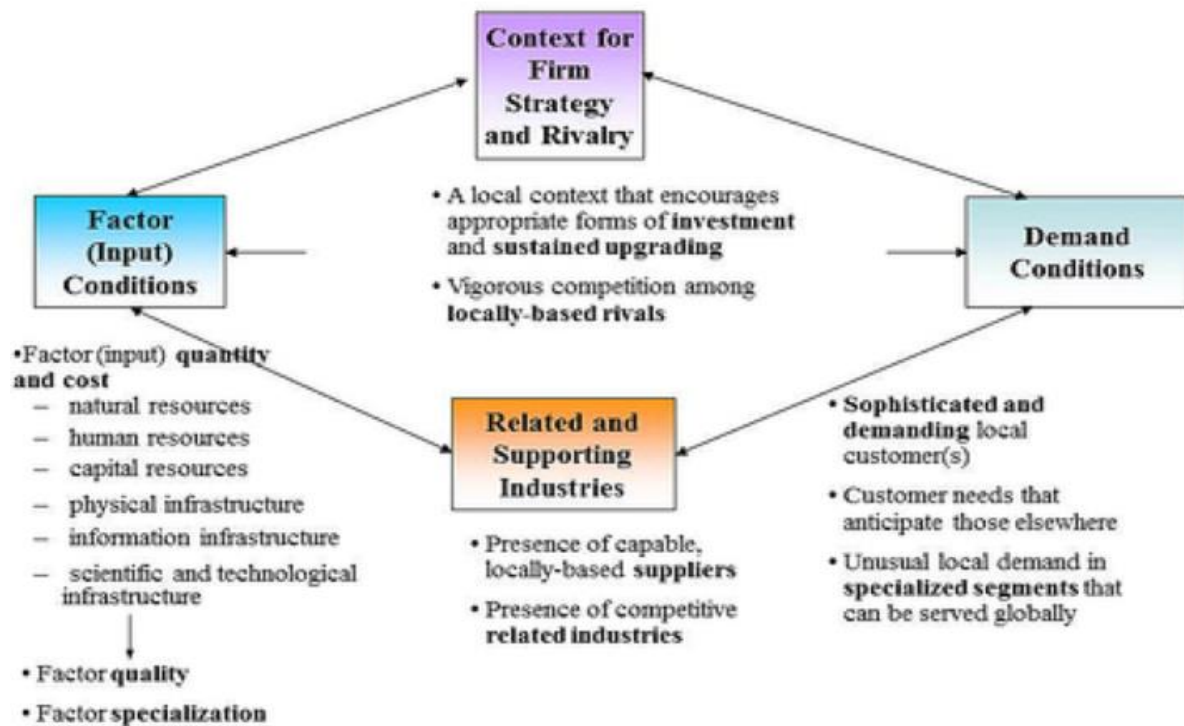 Context for
Firm
Strategy
and Rivalry
• A local context that encourages
appropriate forms of investment
and sustained upgrading
• Vigorous competition among
locally-based rivals
Factor
(Input)
Conditions
•Factor (input) quantity
and cost
– natural resources
– human resources
– capital resources
– physical infrastructure
– information infrastructure
– scientific and technological
infrastructure
• Factor quality
• Factor specialization
Related and
Supporting
Industries
• Presence of capable,
locally-based suppliers
• Presence of competitive
related industries
Demand
Conditions
• Sophisticated and
demanding local
customer(s)
• Customer needs that
anticipate those elsewhere
• Unusual local demand in
specialized segments that
can be served globally